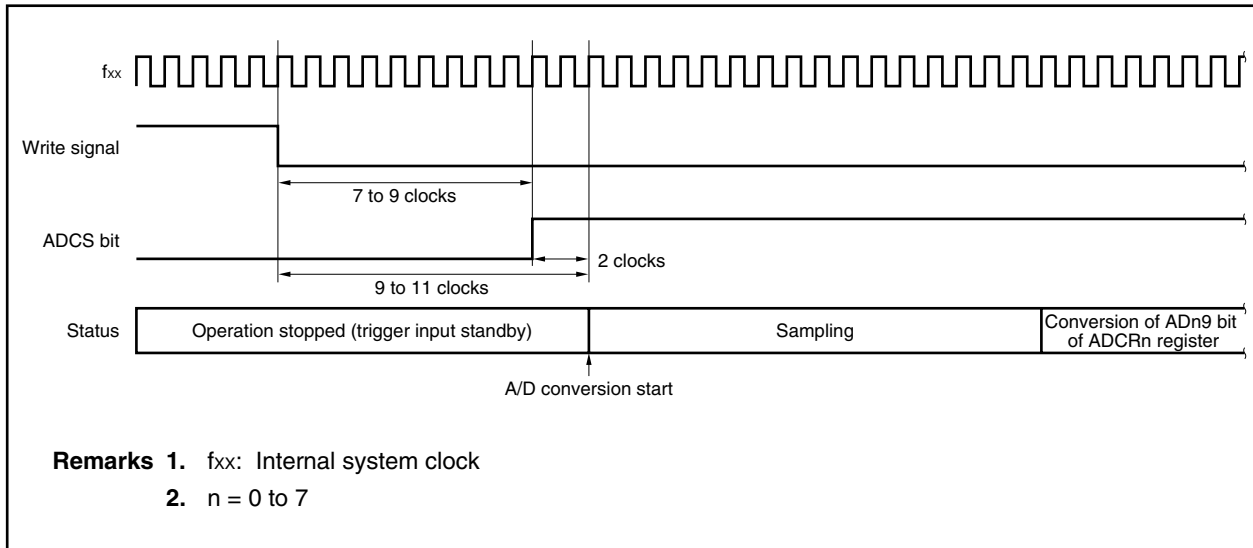 fxx
Write signal
7 to 9 clocks
ADCS bit
2 clocks
9 to 11 clocks
Status
Operation stopped (trigger input standby)
Sampling
Conversion of ADn9 bit
of ADCRn register
A/D conversion start
Remarks 1. fxx: Internal system clock
2. n = 0 to 7